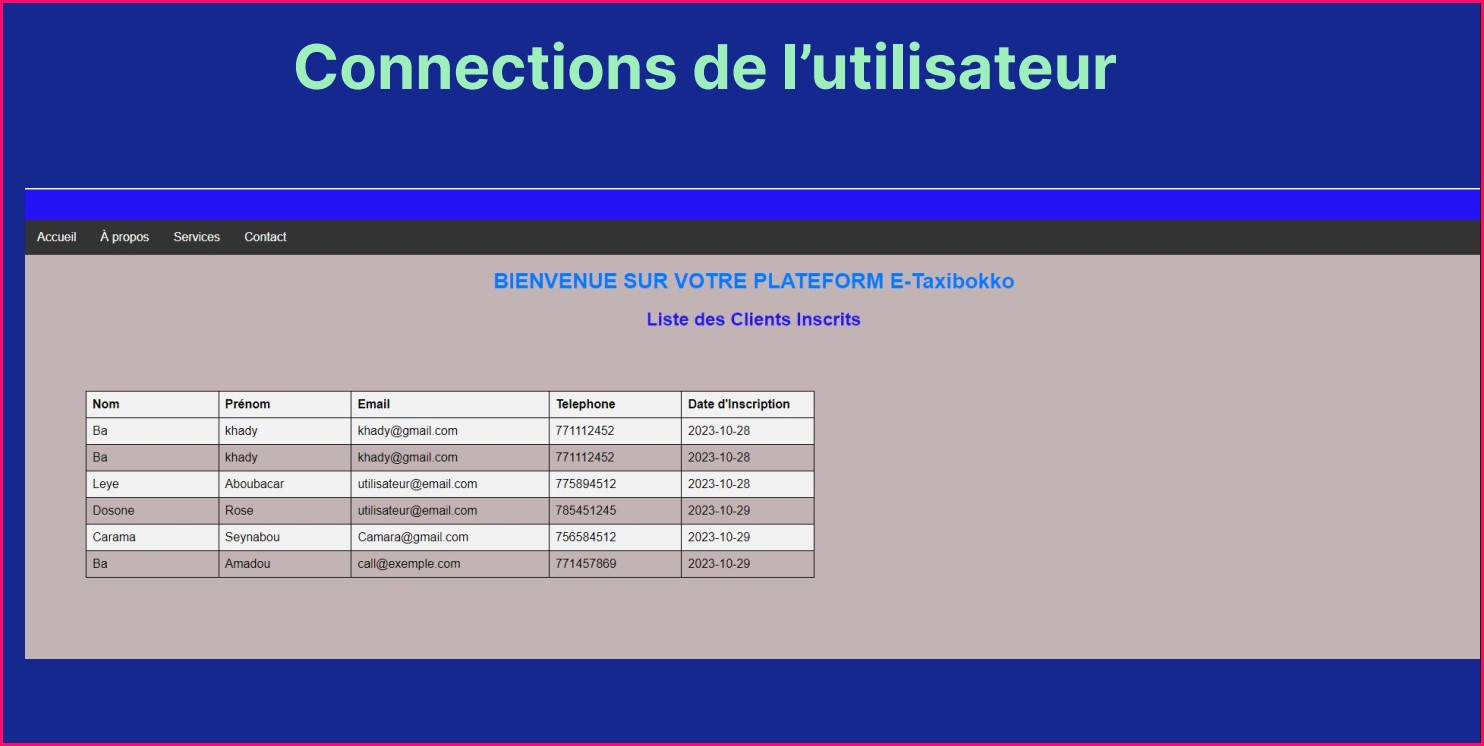 Connections de l’utilisateur
Accueil À propos Services Contact
BIENVENUE SUR VOTRE PLATEFORM E-Taxibokko
Liste des Clients Inscrits
Nom Prénom Email Telephone Date d'Inscription
Ba khady khady@gmail.com 771112452 2023-10-28
Ba khady khady@gmail.com 771112452 2023-10-28
Leye Aboubacar utilisateur@email.com 775894512 2023-10-28
Dosone Rose utilisateur@email.com 785451245 2023-10-29
Carama Seynabou Camara@gmail.com 756584512 2023-10-29
Ba Amadou call@exemple.com 771457869 2023-10-29